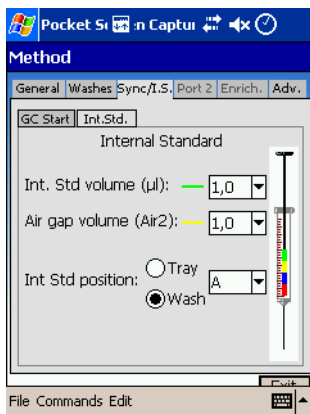 Pocket S :n Captur
Method
General Washes Sync/I.S. Port 2 Enrich. Adv.
GC Start Int.Std.
Internal Standard
Int. Std volume (µl): 1,0
Air gap volume (Air2): 1,0
Int Std position: Tray
Wash
A
Exit
File Commands Edit